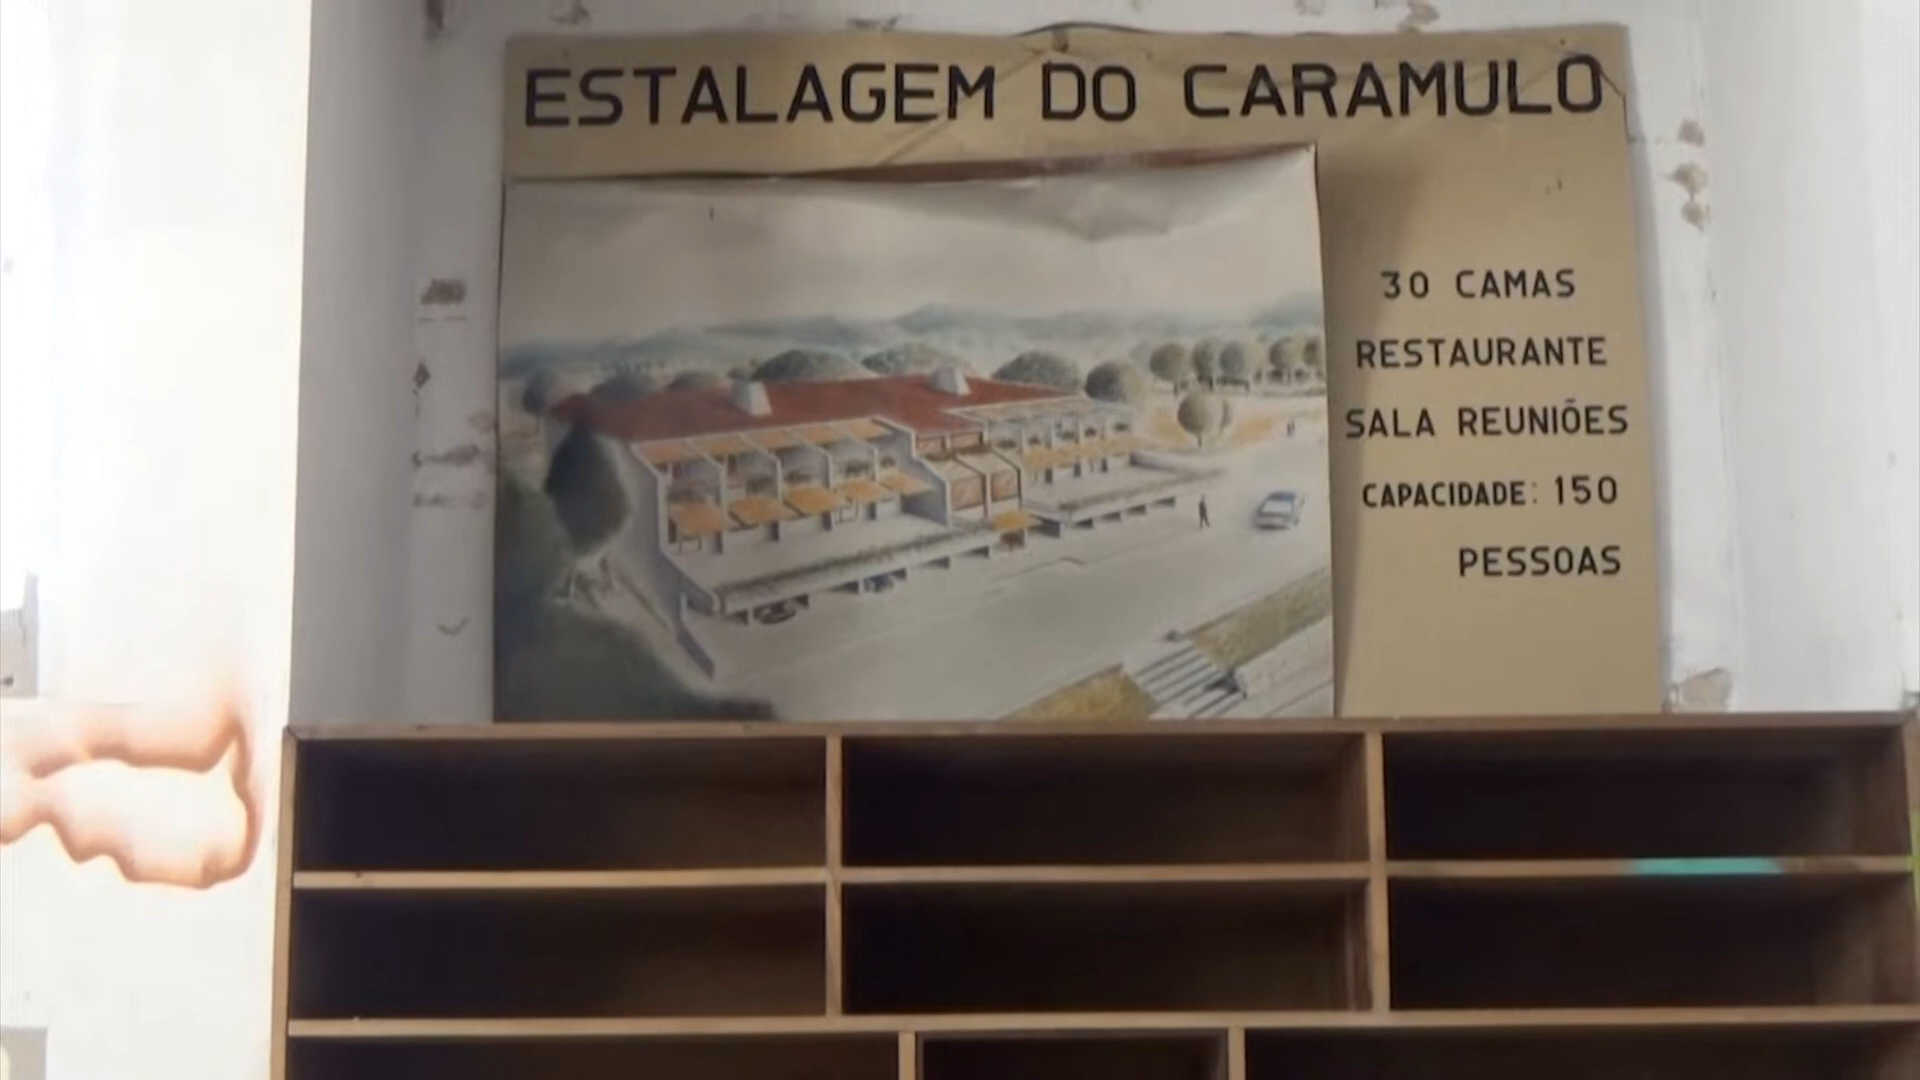 ESTALAGEM DO CARAMULO
30 CAMAS
RESTAURANTE
SALA REUNIÕES
CAPACIDADE: 150
PESSOAS